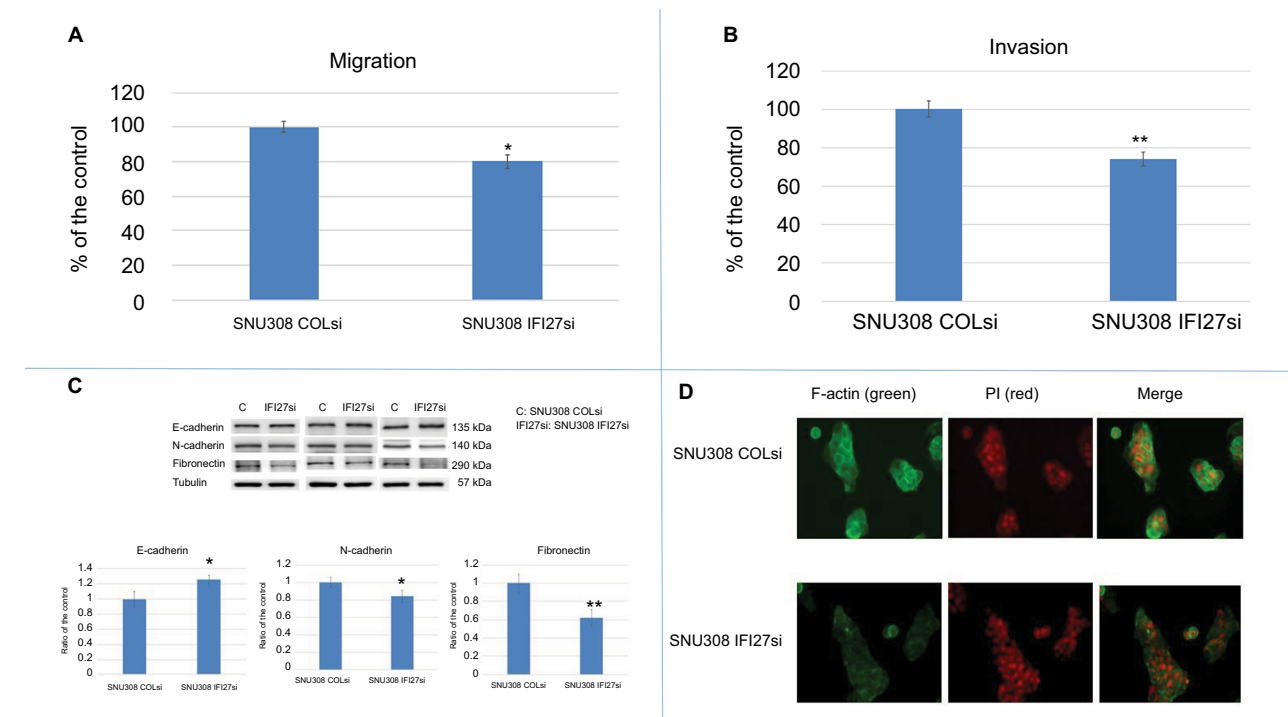 A
Migration
% of the control
120
100
80
60
40
20
0
*
SNU308 COLsi SNU308 IFI27si
B
Invasion
% of the control
120
100
80
60
40
20
0
**
SNU308 COLsi SNU308 IFI27si
C
C IFI27si C IFI27si C IFI27si
E-cadherin 135 kDa
N-cadherin 140 kDa
Fibronectin 290 kDa
Tubulin 57 kDa
C: SNU308 COLsi
IFI27si: SNU308 IFI27si
E-cadherin
Ratio of the control
1.4
1.2
1
0.8
0.6
0.4
0.2
0
*
SNU308 COLsi SNU308 IFI27si
N-cadherin
Ratio of the control
1.2
1
0.8
0.6
0.4
0.2
0
*
SNU308 COLsi SNU308 IFI27si
Fibronectin
Ratio of the control
1.2
1
0.8
0.6
0.4
0.2
0
**
SNU308 COLsi SNU308 IFI27si
D
F-actin (green) PI (red) Merge
SNU308 COLsi
SNU308 IFI27si